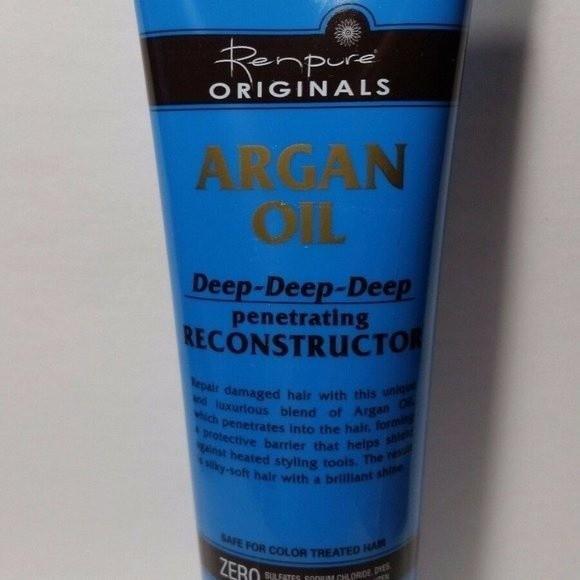 Renpure
ORIGINALS
ARGAN
OIL
Deep-Deep-Deep
penetrating
RECONSTRUCTOR
Repair damaged hair with this unique
and luxurious blend of Argan Oil,
which penetrates into the hair, forming
a protective barrier that helps shield
against heated styling tools. The result
is silky-soft hair with a brilliant shine.
SAFE FOR COLOR TREATED HAIR
ZERO SULFATES, SODIUM CHLORIDE, DYES,